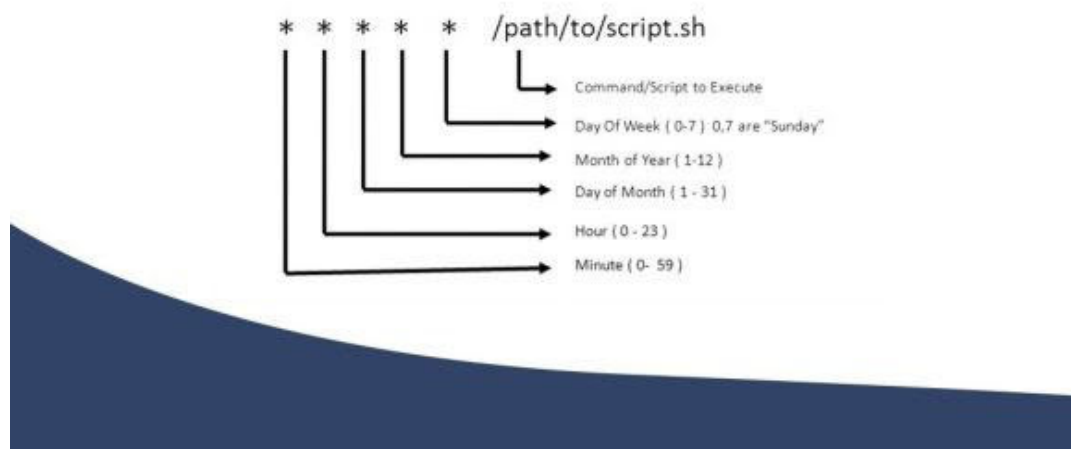 * * * * * /path/to/script.sh
Command/Script to Execute
Day Of Week ( 0-7 ) 0,7 are "Sunday"
Month of Year ( 1-12 )
Day of Month ( 1 - 31 )
Hour ( 0 - 23 )
Minute ( 0- 59 )